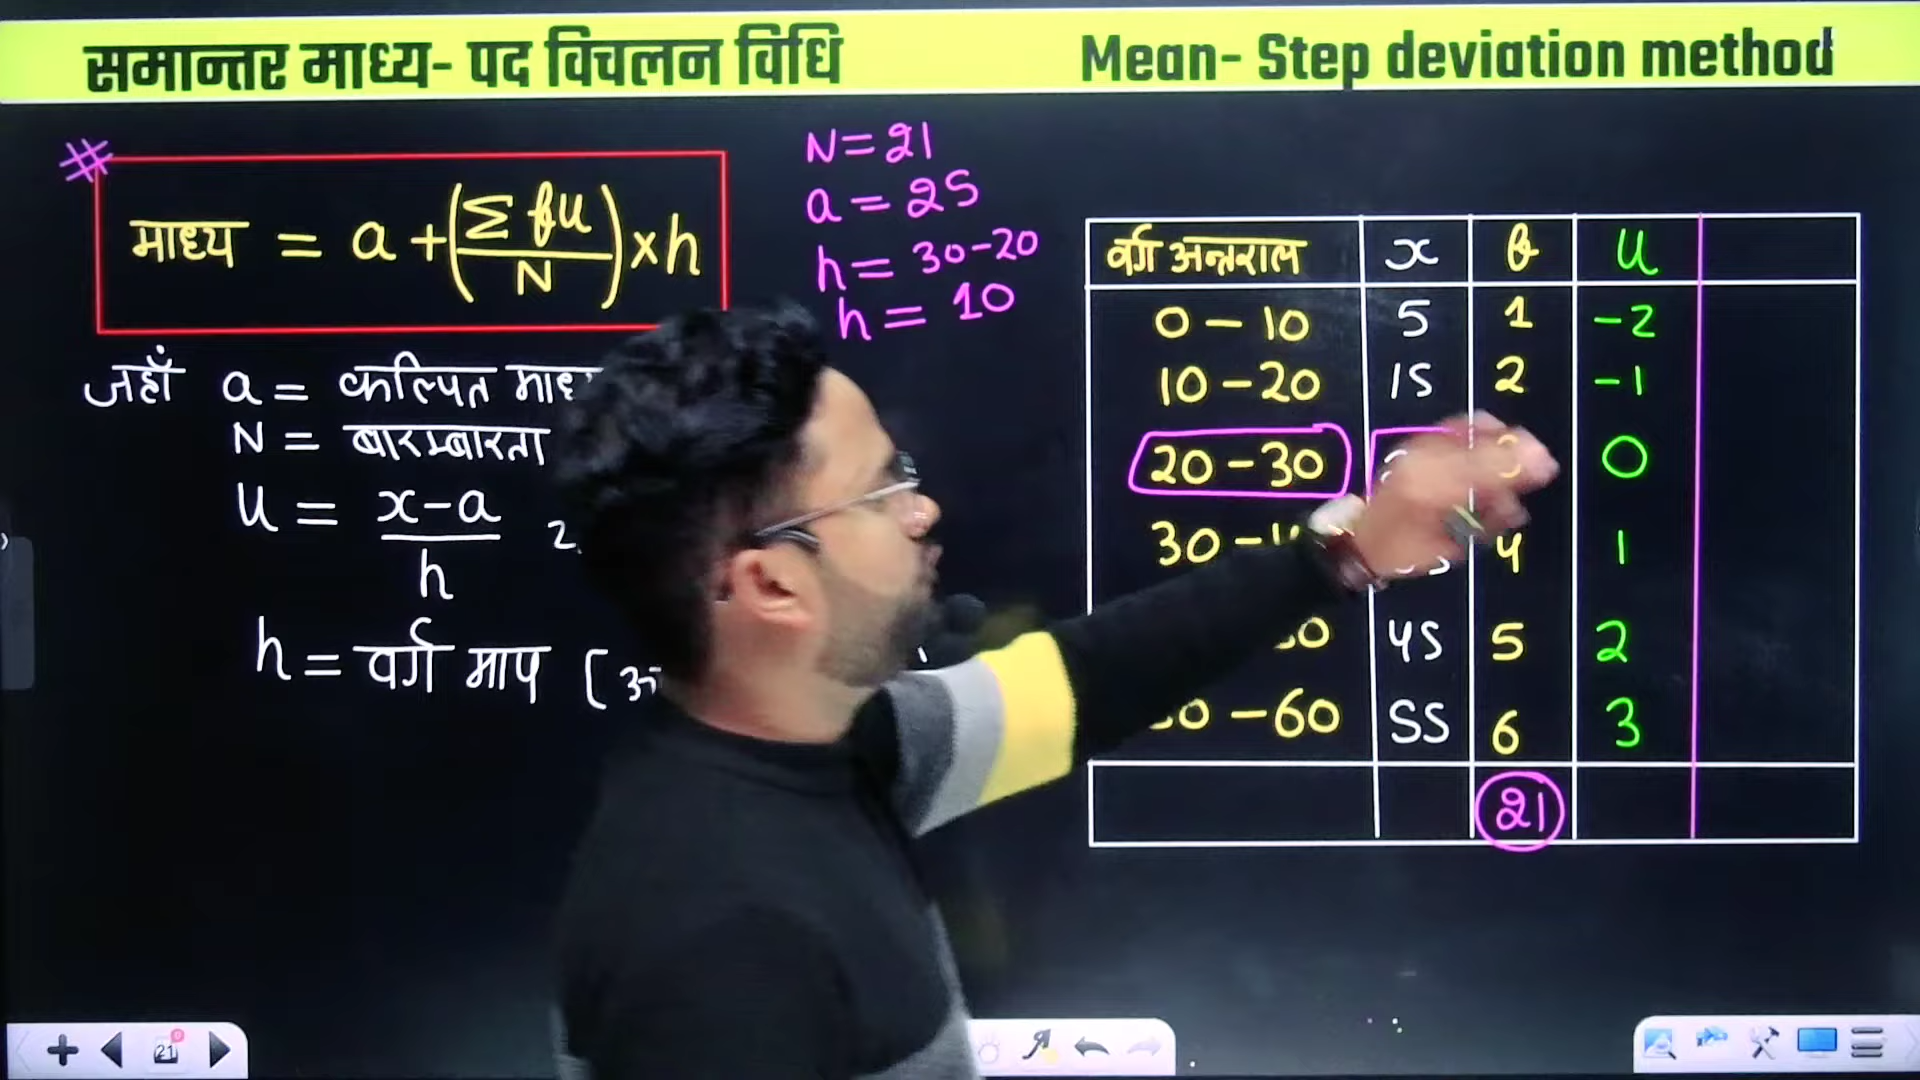 समान्तर माध्य- पद विचलन विधि
Mean- Step deviation method
माध्य = a + (Σfu/N) × h
N = 21
a = 25
h = 30-20
h = 10
जहाँ a = कल्पित
N = बारम्बारता
U = x-a/h
h = वर्ग माप [
वर्ग अन्तराल x f U
0 - 10 5 1 -2
10 - 20 15 2 -1
20 - 30 0
30 - 4 1
45 5 2
- 60 55 6 3
21
21